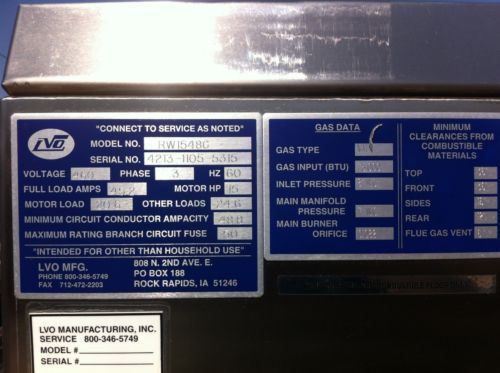 LVO
"CONNECT TO SERVICE AS NOTED"
MODEL NO. RW1548G
SERIAL NO. 4213-1105-5315
VOLTAGE 460 PHASE 3 HZ 60
FULL LOAD AMPS 45.2 MOTOR HP 15
MOTOR LOAD 20.6 OTHER LOADS 24.6
MINIMUM CIRCUIT CONDUCTOR AMPACITY
MAXIMUM RATING BRANCH CIRCUIT FUSE
"INTENDED FOR OTHER THAN HOUSEHOLD USE"
LVO MFG.
PHONE 800-346-5749
FAX 712-472-2203
808 N. 2ND AVE. E.
PO BOX 188
ROCK RAPIDS, IA 51246
GAS DATA
GAS TYPE
GAS INPUT (BTU)
INLET PRESSURE
MAIN MANIFOLD
PRESSURE
MAIN BURNER
ORIFICE
MINIMUM
CLEARANCES FROM
COMBUSTIBLE
MATERIALS
TOP
FRONT
SIDES
REAR
FLUE GAS VENT
LVO MANUFACTURING, INC.
SERVICE 800-346-5749
MODEL #
SERIAL #